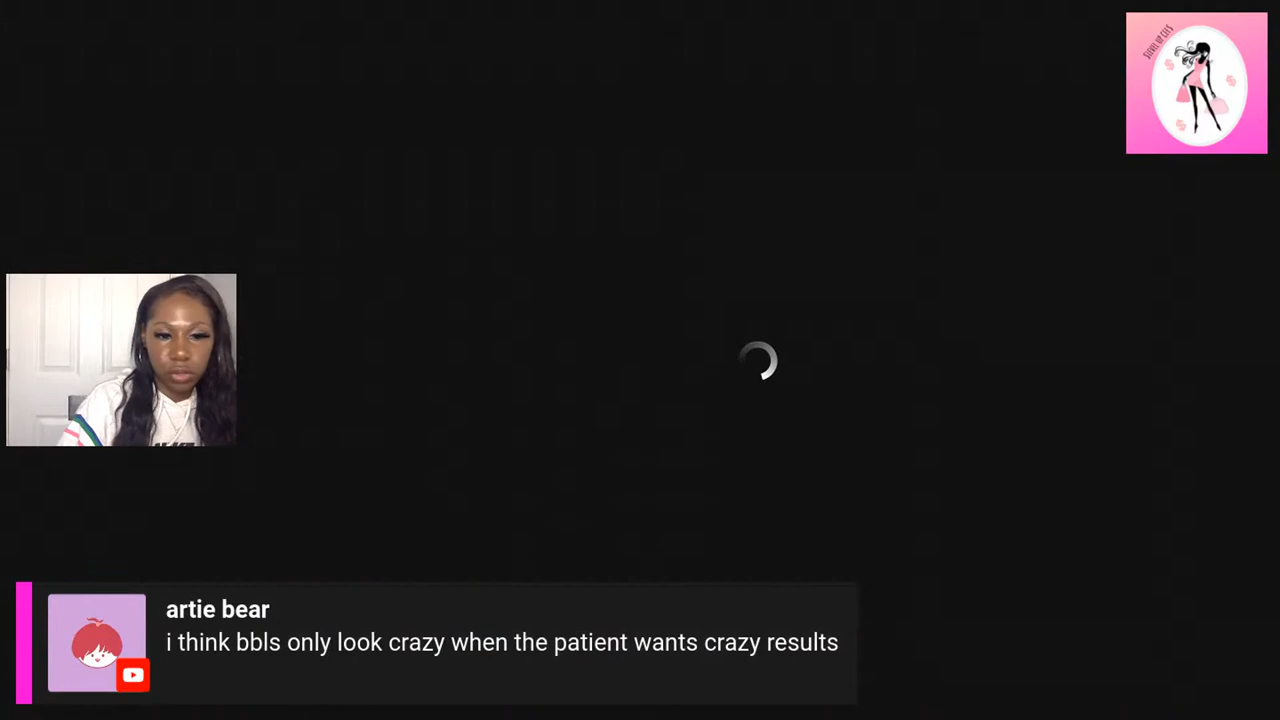 artie bear
i think bbls only look crazy when the patient wants crazy results